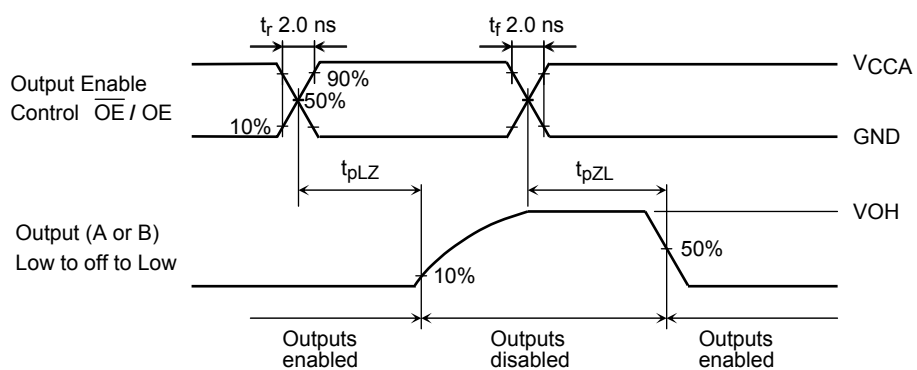 tr 2.0 ns
tf 2.0 ns
Output Enable
Control OE / OE
90%
50%
10%
VCCA
GND
tpLZ
tpZL
VOH
Output (A or B)
Low to off to Low
10%
50%
Outputs
enabled
Outputs
disabled
Outputs
enabled